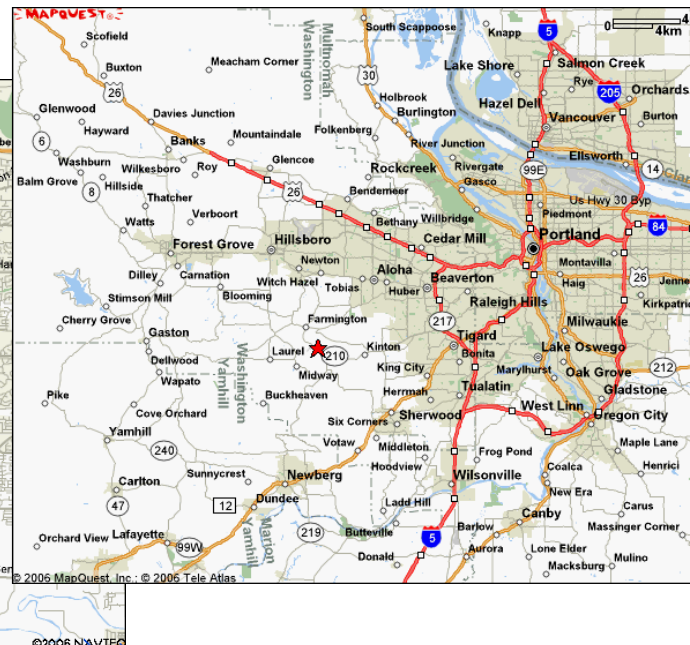 MAPQUEST
South Scappoose
Knapp
5
4
4km
Scofield
Multnomah
Washington
Lake Shore
Salmon Creek
Buxton
Meacham Corner
30
Rye
205
Orchards
26
Hazel Dell
Glenwood
Holbrook
Burlington
Vancouver
Burton
Davies Junction
Hayward
Folkenberg
Mountaindale
6
Banks
River Junction
Ellsworth
Washburn
Wilkesboro
Roy
Glencoe
Rockcreek
Rivergate
99E
14
Balm Grove
Hillside
8
26
Gasco
Thatcher
Bendemeer
Us Hwy 30 Byp
Verboort
Bethany
Willbridge
Piedmont
Watts
84
Forest Grove
Hillsboro
Cedar Mill
Portland
Newton
Montavilla
Dilley
Carnation
Witch Hazel
Aloha
Beaverton
Haig
26
Blooming
Tobias
Huber
Raleigh Hills
Kirkpatri
Stimson Mill
Farmington
217
Milwaukie
Cherry Grove
Gaston
Washington
Yamhill
Laurel
210
Kinton
Tigard
Bonita
Lake Oswego
Dellwood
Midway
King City
Marylhurst
Oak Grove
212
Wapato
Tualatin
Gladstone
Pike
Buckheaven
Herrmah
West Linn
Cove Orchard
Sherwood
Oregon City
Six Corners
Yamhill
Votaw
Middleton
Maple Lane
240
Frog Pond
Hoodview
Henrici
Sunnycrest
Newberg
Wilsonville
Coalca
Carlton
New Era
47
12
Dundee
Ladd Hill
Carus
Canby
Massinger Corner
Marion
Yamhill
219
Butteville
Barlow
Orchard View
Lafayette
5
99W
Donald
Aurora
Lone Elder
Mulino
Macksburg
© 2006 MapQuest, Inc.; © 2006 Tele Atlas
©2006 NAVTEQ